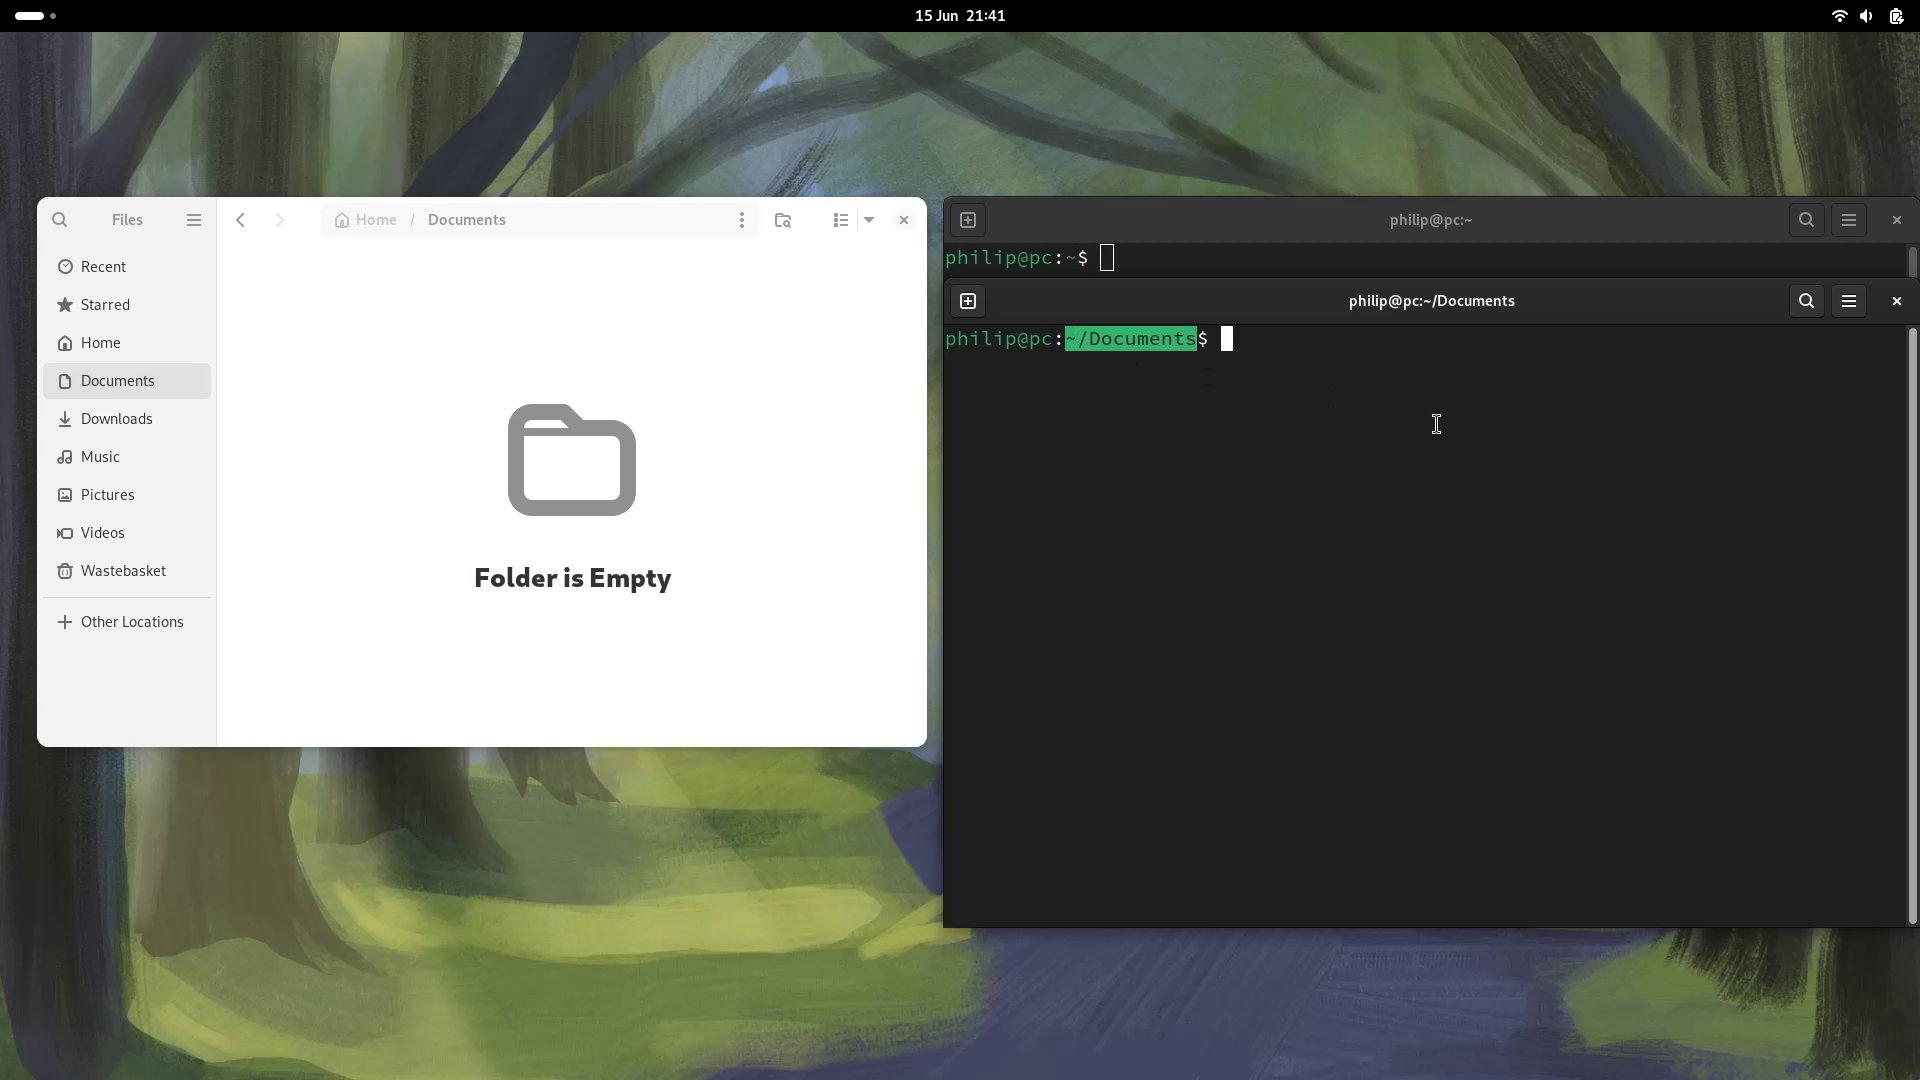 15 Jun 21:41
Files
Home / Documents
Recent
Starred
Home
Documents
Downloads
Music
Pictures
Videos
Wastebasket
Other Locations
Folder is Empty
philip@pc:~
philip@pc:~$
philip@pc:~/Documents
philip@pc:~/Documents$